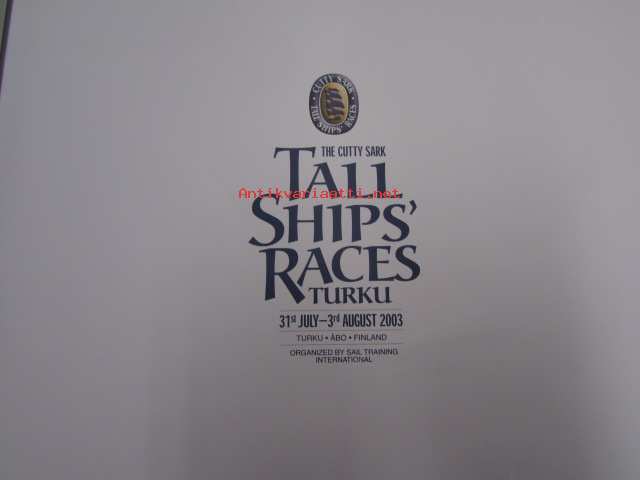 CUTTY SARK
TALL SHIPS' RACES
THE CUTTY SARK
TALL
Antikvariaatti.net
SHIPS'
RACES
TURKU
31st JULY–3rd AUGUST 2003
TURKU • ÅBO • FINLAND
ORGANIZED BY SAIL TRAINING
INTERNATIONAL